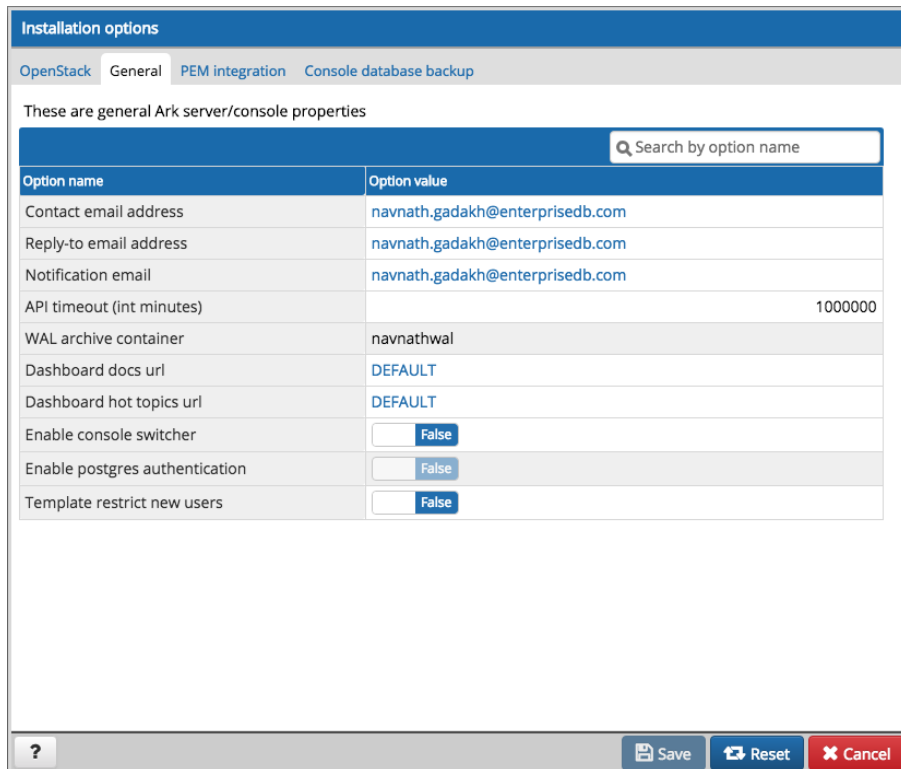 Installation options
OpenStack General PEM integration Console database backup
These are general Ark server/console properties
Search by option name
Option name Option value
Contact email address navnath.gadakh@enterprisedb.com
Reply-to email address navnath.gadakh@enterprisedb.com
Notification email navnath.gadakh@enterprisedb.com
API timeout (int minutes) 1000000
WAL archive container navnathwal
Dashboard docs url DEFAULT
Dashboard hot topics url DEFAULT
Enable console switcher False
Enable postgres authentication False
Template restrict new users False
? Save Reset Cancel